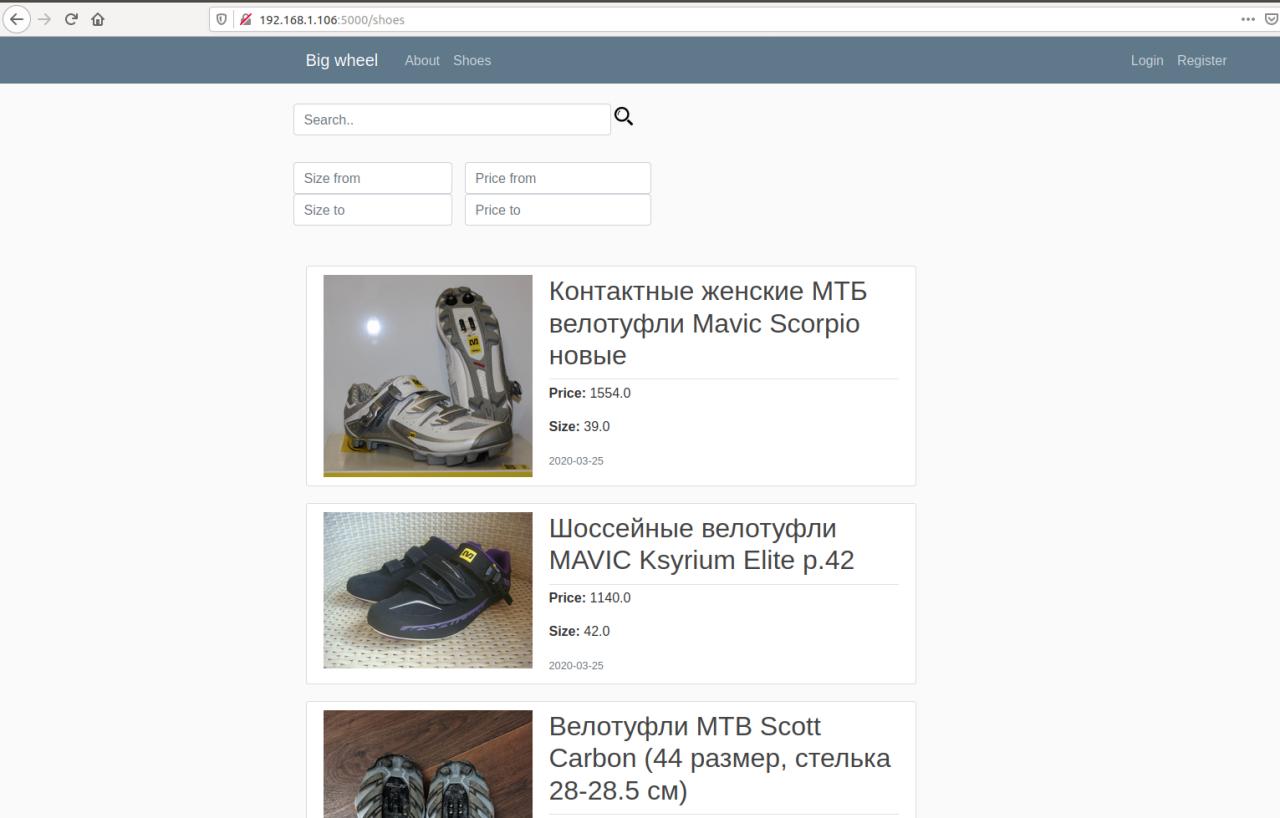 192.168.1.106:5000/shoes
Big wheel About Shoes Login Register
Search..
Size from Price from
Size to Price to
Контактные женские МТБ
велотуфли Mavic Scorpio
новые
Price: 1554.0
Size: 39.0
2020-03-25
Шоссейные велотуфли
MAVIC Ksyrium Elite р.42
Price: 1140.0
Size: 42.0
2020-03-25
Велотуфли MTB Scott
Carbon (44 размер, стелька
28-28.5 см)